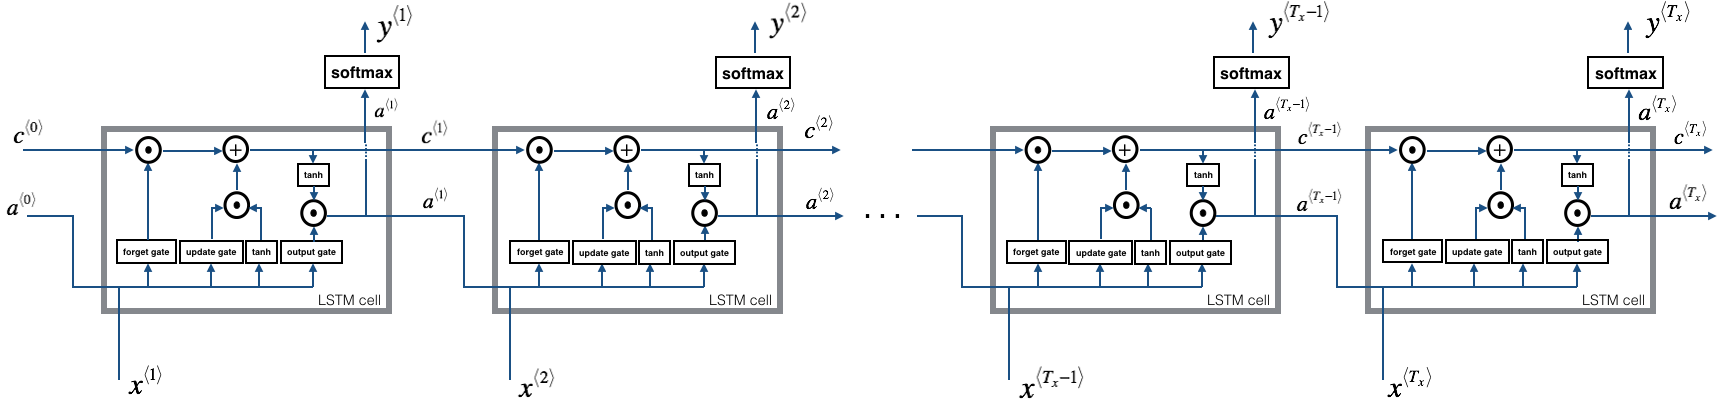 y⟨1⟩ y⟨2⟩ y⟨Tₓ−1⟩ y⟨Tₓ⟩
softmax softmax softmax softmax
a⟨1⟩ a⟨2⟩ a⟨Tₓ−1⟩ a⟨Tₓ⟩
c⟨0⟩ c⟨1⟩ c⟨2⟩ c⟨Tₓ−1⟩ c⟨Tₓ⟩
tanh tanh tanh tanh
a⟨0⟩ a⟨1⟩ a⟨2⟩ · · · a⟨Tₓ−1⟩ a⟨Tₓ⟩
forget gate update gate tanh output gate forget gate update gate tanh output gate forget gate update gate tanh output gate forget gate update gate tanh output gate
LSTM cell LSTM cell LSTM cell LSTM cell
x⟨1⟩ x⟨2⟩ x⟨Tₓ−1⟩ x⟨Tₓ⟩